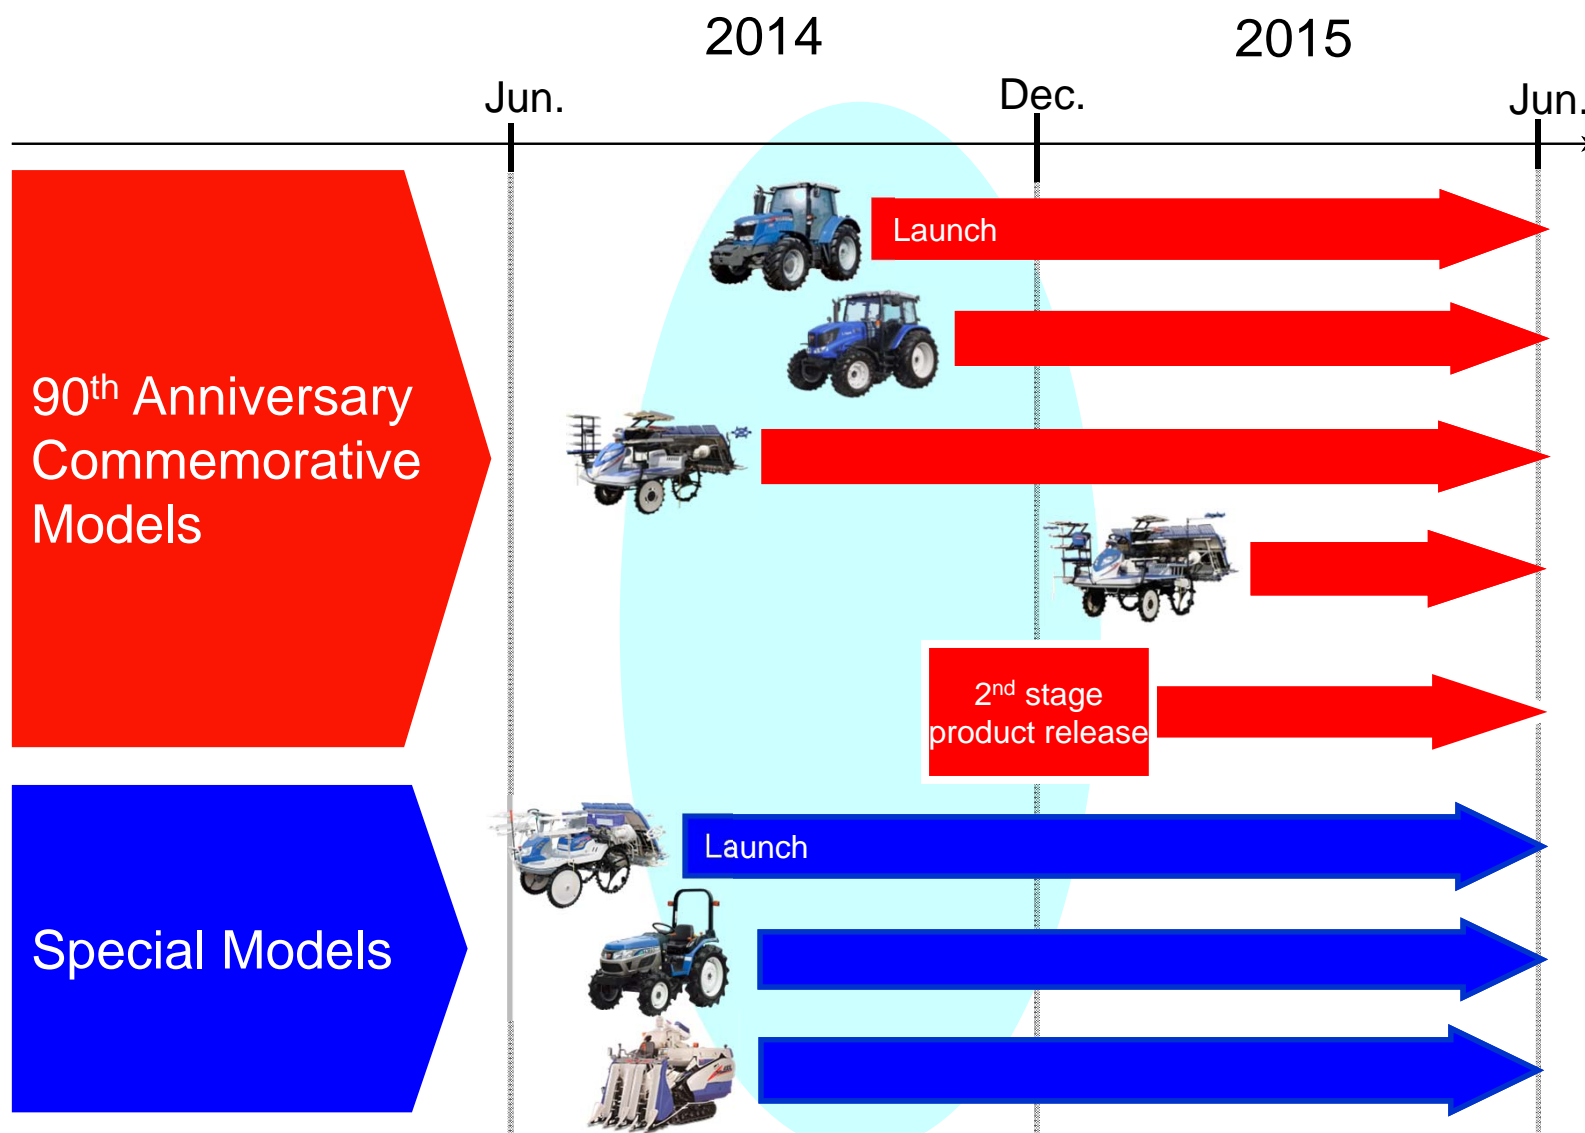 2014
2015
Jun.
Dec.
Jun.
Launch
90th Anniversary
Commemorative
Models
2nd stage
product release
Launch
Special Models